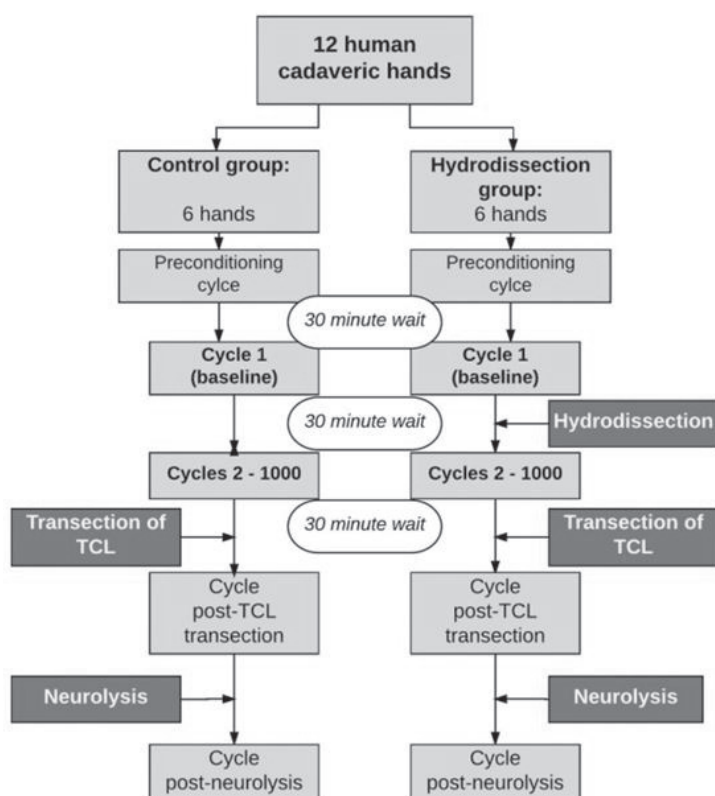 12 human
cadaveric hands
Control group:
6 hands
Hydrodissection
group:
6 hands
Preconditioning
cylce
Preconditioning
cylce
30 minute wait
Cycle 1
(baseline)
Cycle 1
(baseline)
30 minute wait
Hydrodissection
Cycles 2 - 1000
Cycles 2 - 1000
30 minute wait
Transection of
TCL
Transection of
TCL
Cycle
post-TCL
transection
Cycle
post-TCL
transection
Neurolysis
Neurolysis
Cycle
post-neurolysis
Cycle
post-neurolysis